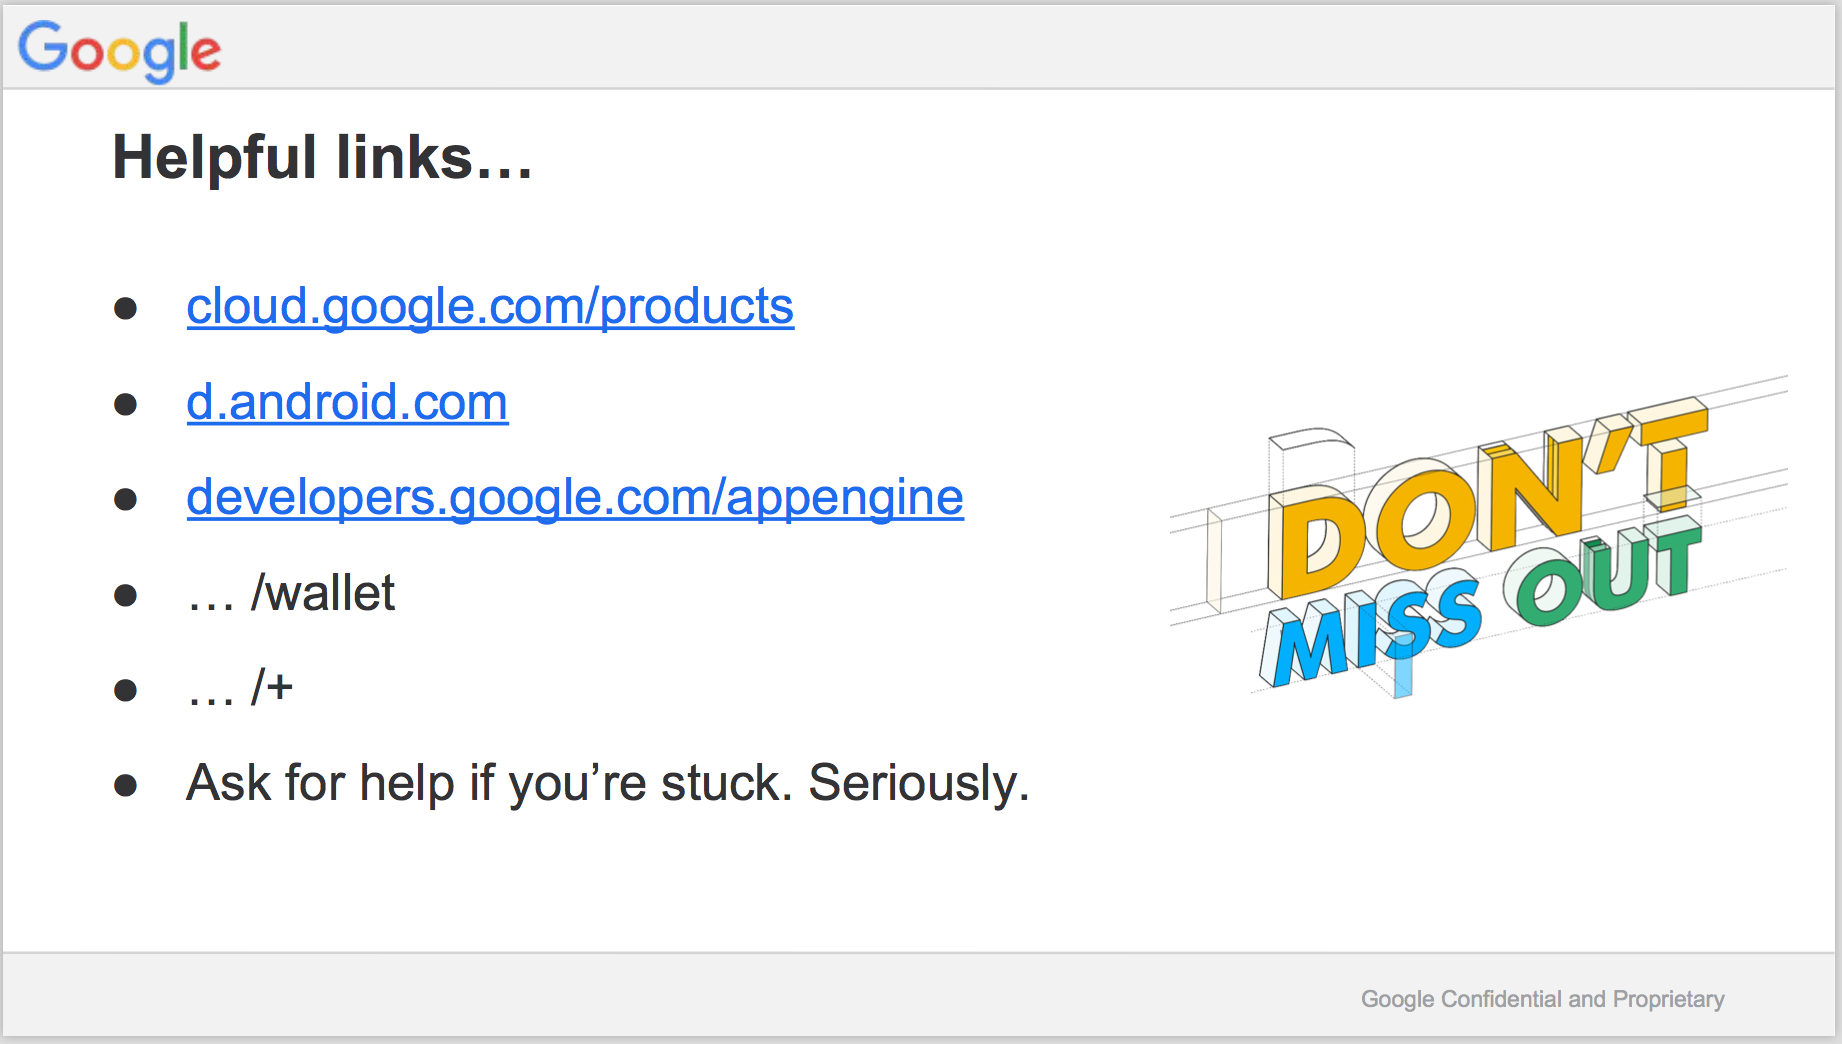 Google
Helpful links…
● cloud.google.com/products
● d.android.com
● developers.google.com/appengine
● … /wallet
● … /+
● Ask for help if you’re stuck. Seriously.
DON'T
MISS OUT
Google Confidential and Proprietary